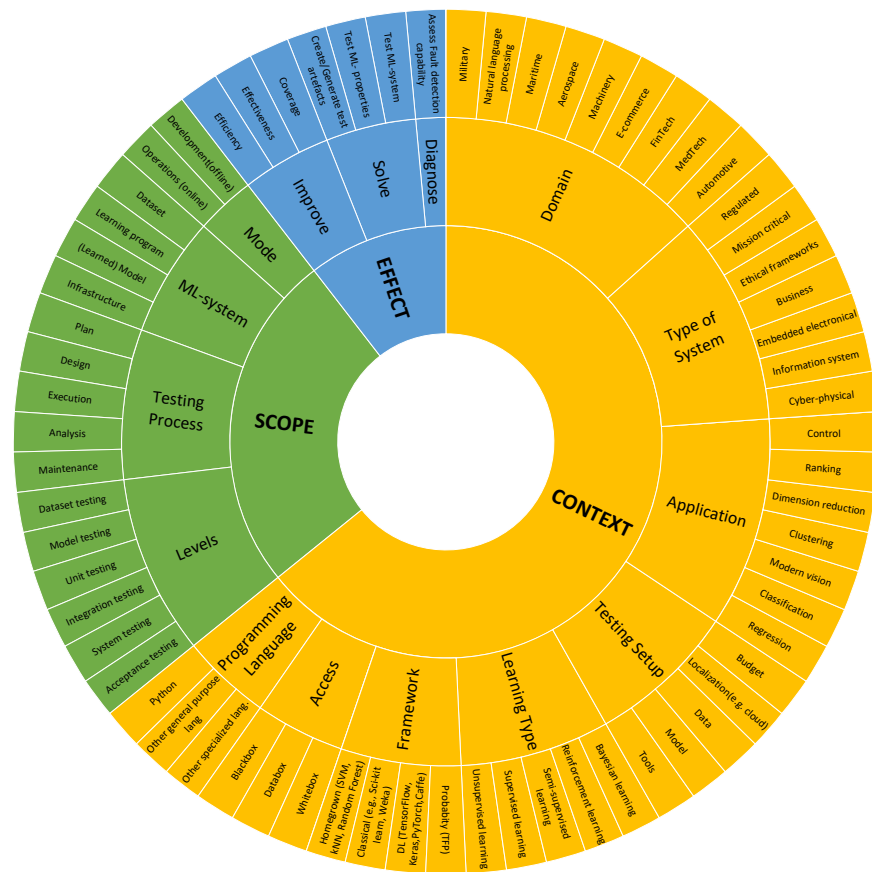 EFFECT
Diagnose
Assess Fault detection
capability
Solve
Test ML-system
Test ML- properties
Create/Generate test
artefacts
Improve
Coverage
Effectiveness
Efficiency
CONTEXT
Domain
Military
Natural language
processing
Maritime
Aerospace
Machinery
E-commerce
FinTech
MedTech
Automotive
Type of
System
Regulated
Mission critical
Ethical frameworks
Business
Embedded electronical
Information system
Cyber-physical
Application
Control
Ranking
Dimension reduction
Clustering
Modern vision
Classification
Regression
Testing Setup
Budget
Localization(e.g. cloud)
Data
Model
Tools
Learning Type
Bayesian learning
Reinforcement learning
Semi-supervised
learning
Supervised learning
Unsupervised learning
Framework
Probabity (TFP)
DL (TensorFlow,
Keras,PyTorch,Caffe)
Classical (e.g., Sci-kit
learn, Weka)
Homegrown (SVM,
kNN, Random Forest)
Access
Whitebox
Databox
Blackbox
Programming
Language
Other specialized lang.
Other general purpose
lang
Python
SCOPE
Levels
Acceptance testing
System testing
Integration testing
Unit testing
Model testing
Dataset testing
Testing
Process
Maintenance
Analysis
Execution
Design
Plan
ML-system
Infrastructure
(Learned) Model
Learning program
Dataset
Mode
Operations (online)
Development(offline)